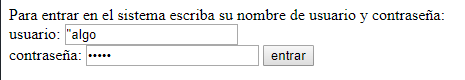 Para entrar en el sistema escriba su nombre de usuario y contraseña:
usuario: "algo
contraseña: •••••
entrar